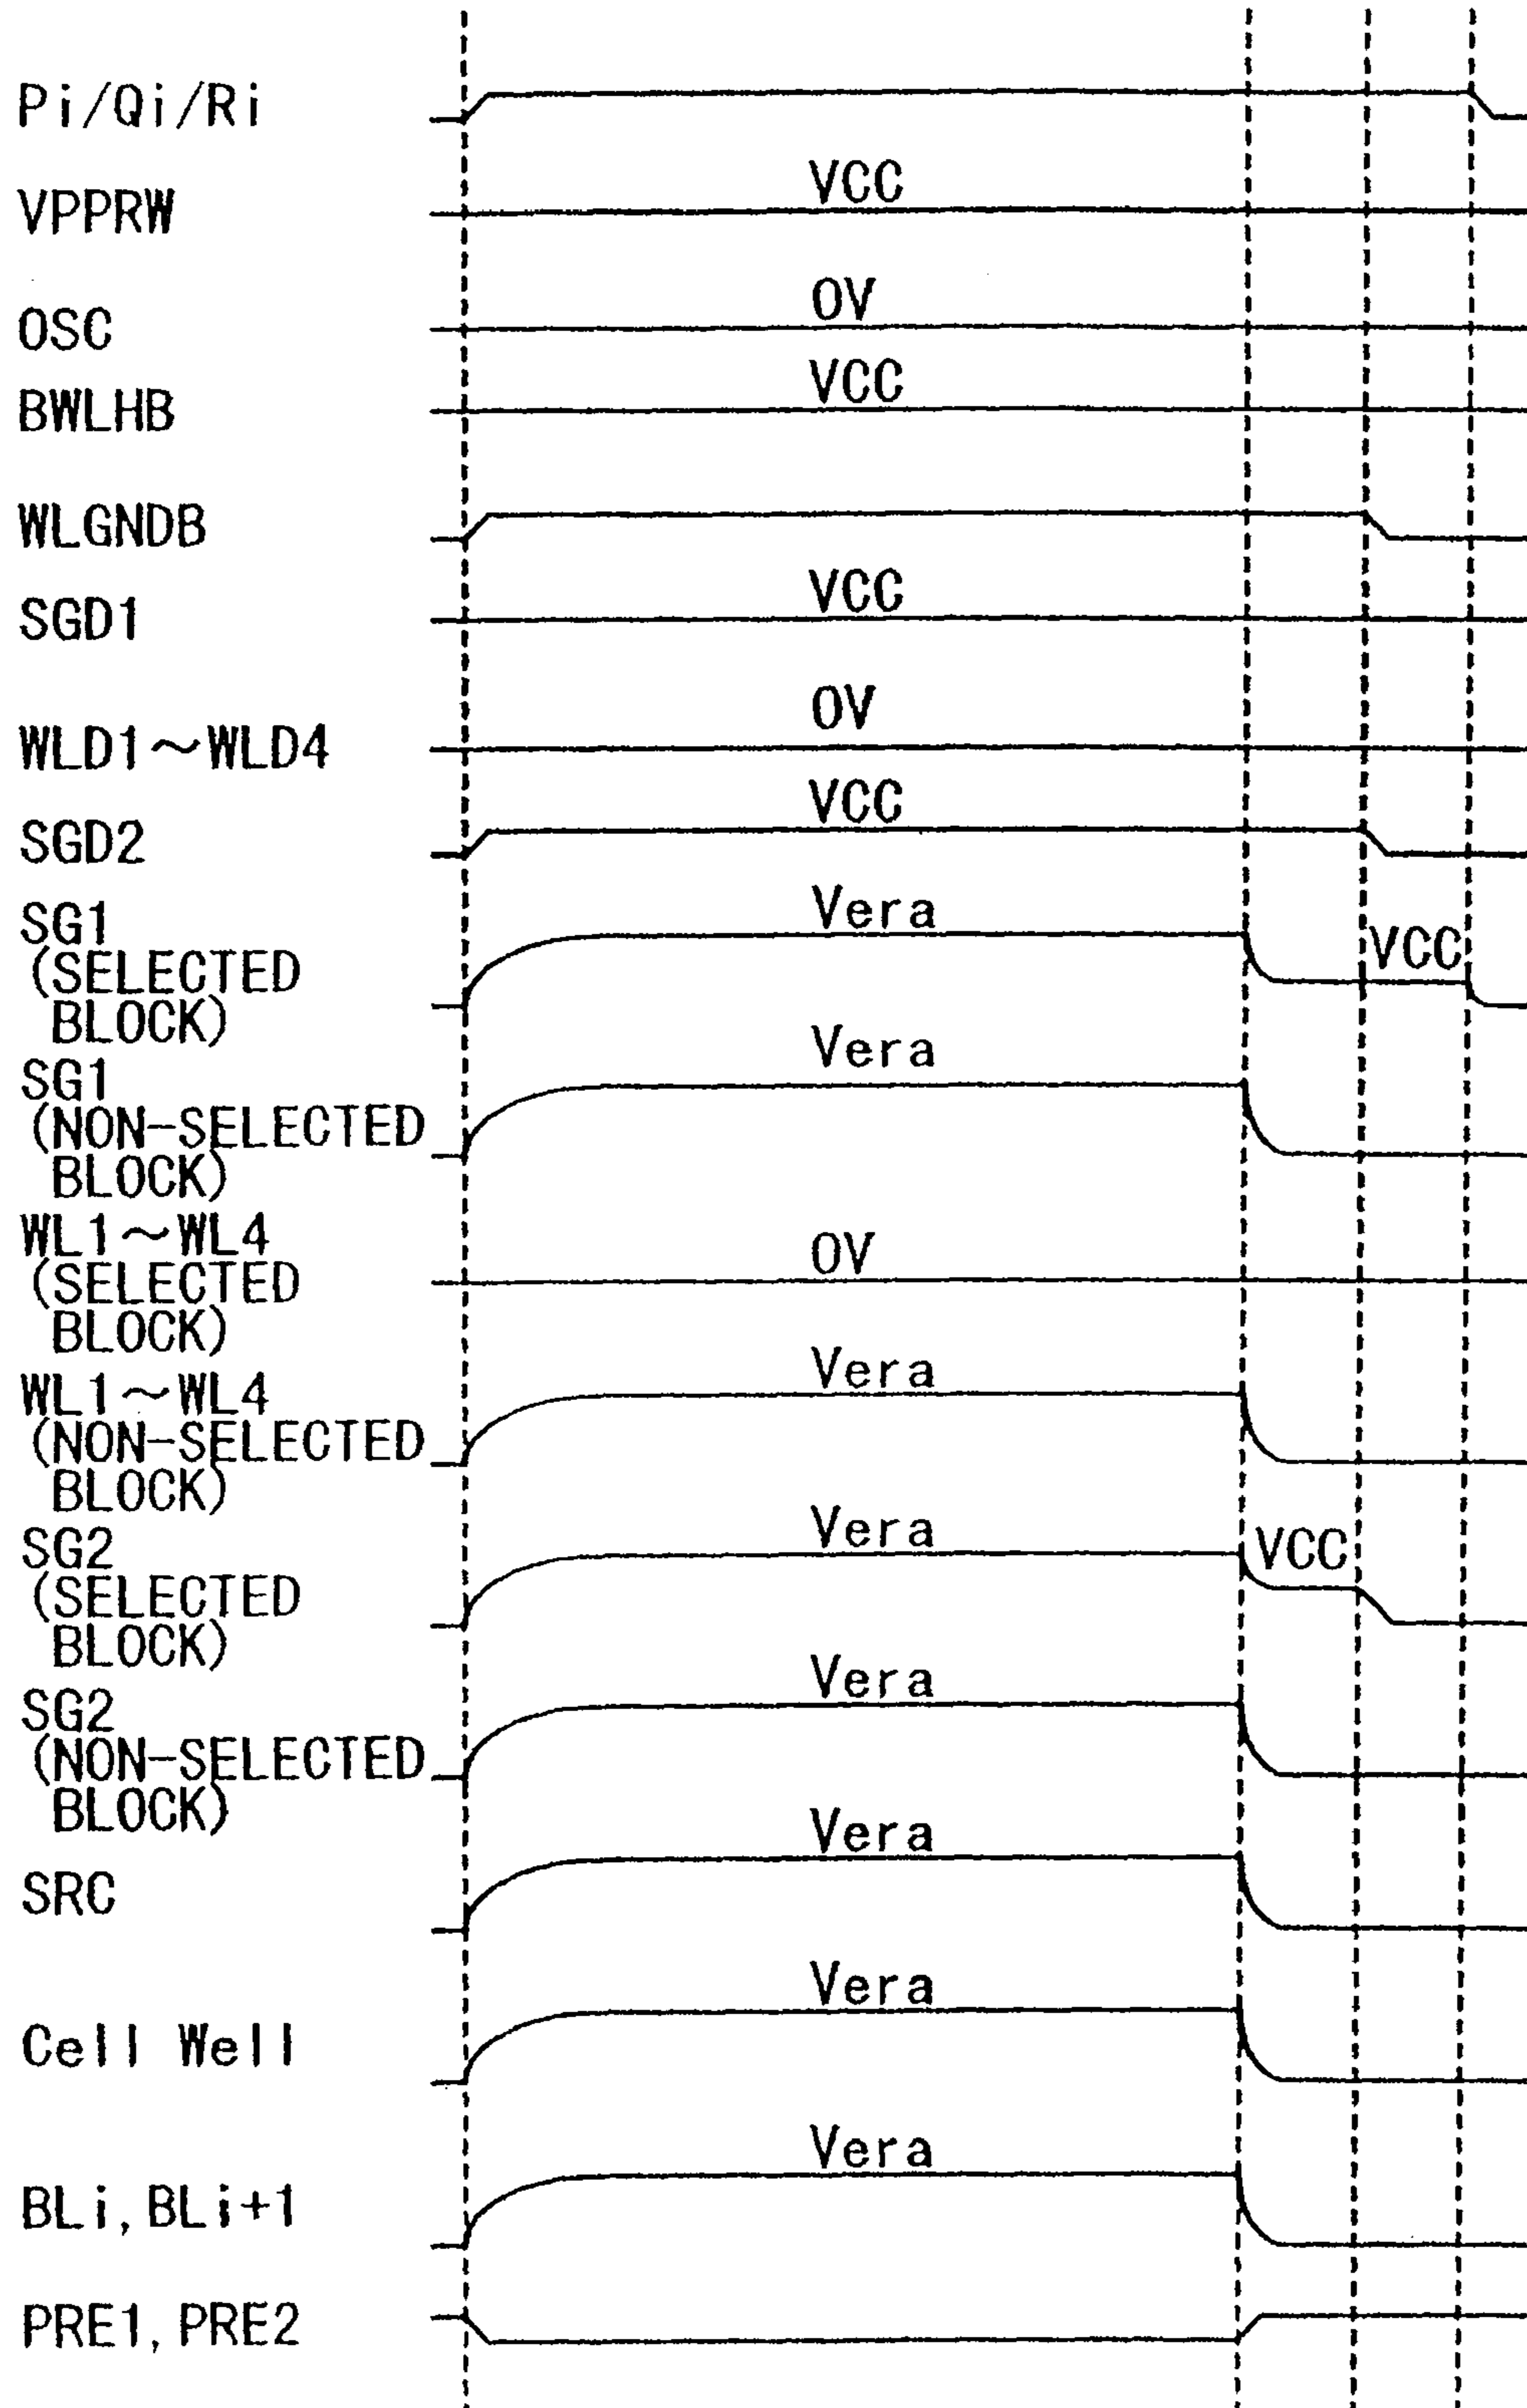 Pi/Qi/Ri
VPPRW
VCC
OSC
0V
BWLHB
VCC
WLGNDB
SGD1
VCC
WLD1~WLD4
0V
SGD2
VCC
SG1
(SELECTED
BLOCK)
Vera
VCC
SG1
(NON-SELECTED
BLOCK)
Vera
WL1~WL4
(SELECTED
BLOCK)
0V
WL1~WL4
(NON-SELECTED
BLOCK)
Vera
SG2
(SELECTED
BLOCK)
Vera
VCC
SG2
(NON-SELECTED
BLOCK)
Vera
SRC
Vera
Cell Well
Vera
BLi, BLi+1
Vera
PRE1, PRE2